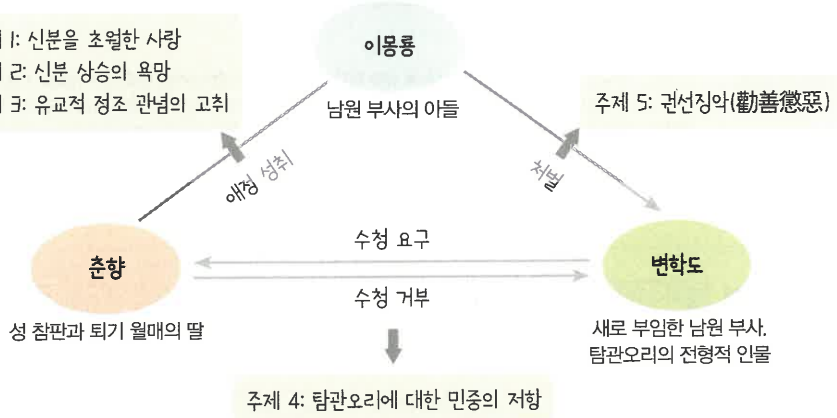 1: 신분을 초월한 사랑
2: 신분 상승의 욕망
3: 유교적 정조 관념의 고취
이몽룡
남원 부사의 아들
주제 5: 권선징악(勸善懲惡)
애정 성취
처벌
춘향
성 참판과 퇴기 월매의 딸
수청 요구
수청 거부
변학도
새로 부임한 남원 부사.
탐관오리의 전형적 인물
주제 4: 탐관오리에 대한 민중의 저항